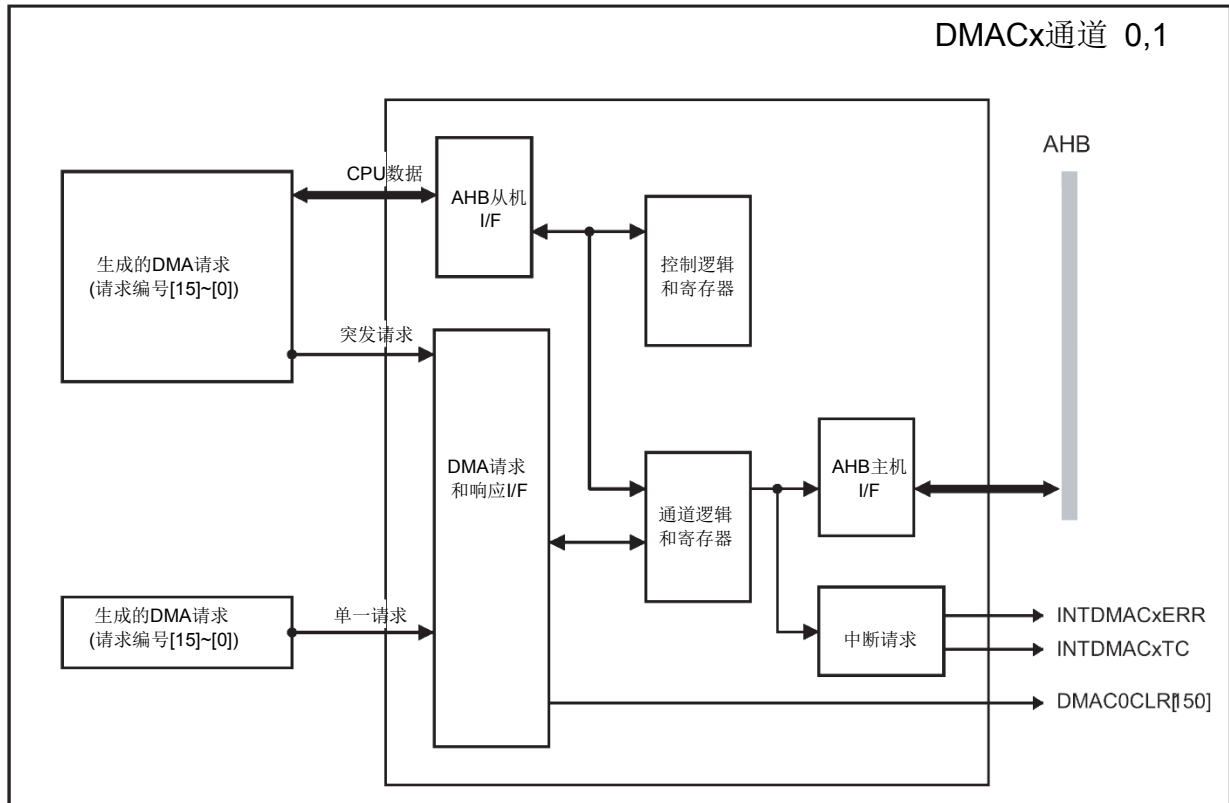 DMACx通道 0,1
AHB
CPU数据
AHB从机
I/F
生成的DMA请求
(请求编号[15]~[0])
控制逻辑
和寄存器
突发请求
DMA请求
和响应I/F
AHB主机
I/F
通道逻辑
和寄存器
生成的DMA请求
(请求编号[15]~[0])
单一请求
中断请求
INTDMACxERR
INTDMACxTC
DMAC0CLR[150]